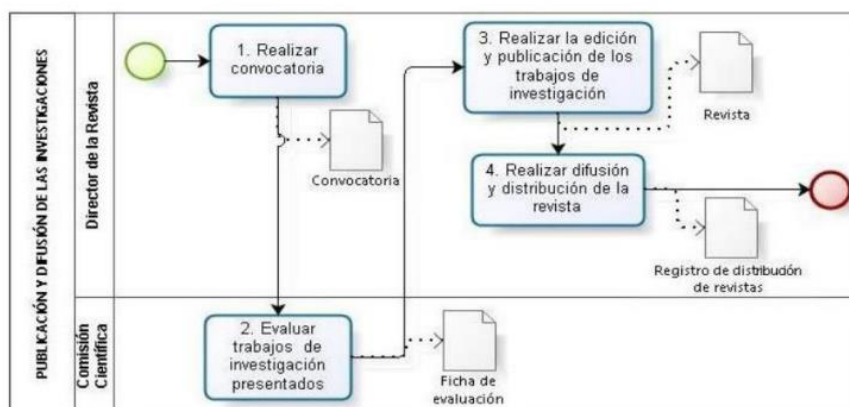 PUBLICACIÓN Y DIFUSIÓN DE LAS INVESTIGACIONES
Director de la Revista
1. Realizar
convocatoria
Convocatoria
3. Realizar la edición
y publicación de los
trabajos de
investigación
Revista
4. Realizar difusión
y distribución de la
revista
Registro de distribución
de revistas
Comisión
Científica
2. Evaluar
trabajos de
investigación
presentados
Ficha de
evaluación